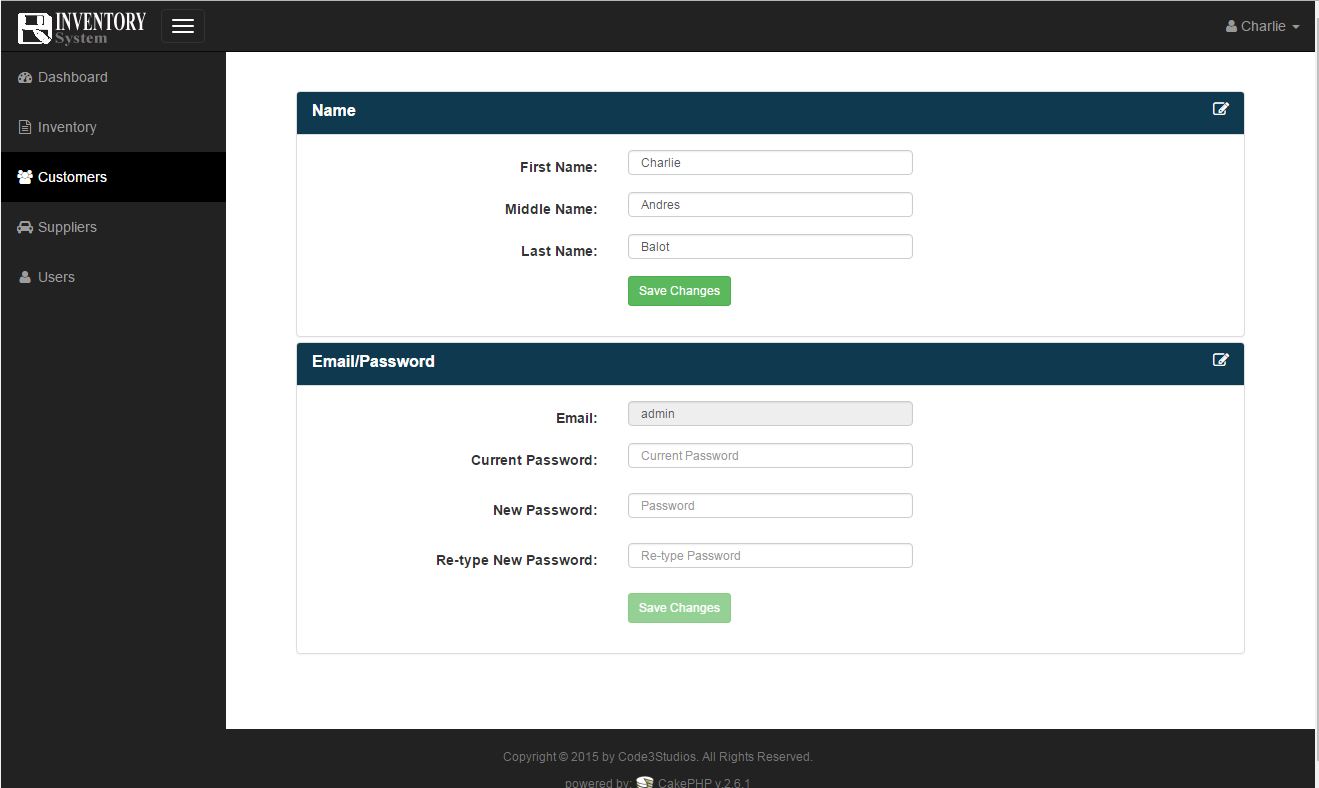 INVENTORY
System
Charlie
Dashboard
Inventory
Customers
Suppliers
Users
Name
First Name: Charlie
Middle Name: Andres
Last Name: Balot
Save Changes
Email/Password
Email: admin
Current Password: Current Password
New Password: Password
Re-type New Password: Re-type Password
Save Changes
Copyright © 2015 by Code3Studios. All Rights Reserved.
powered by: CakePHP v.2.6.1